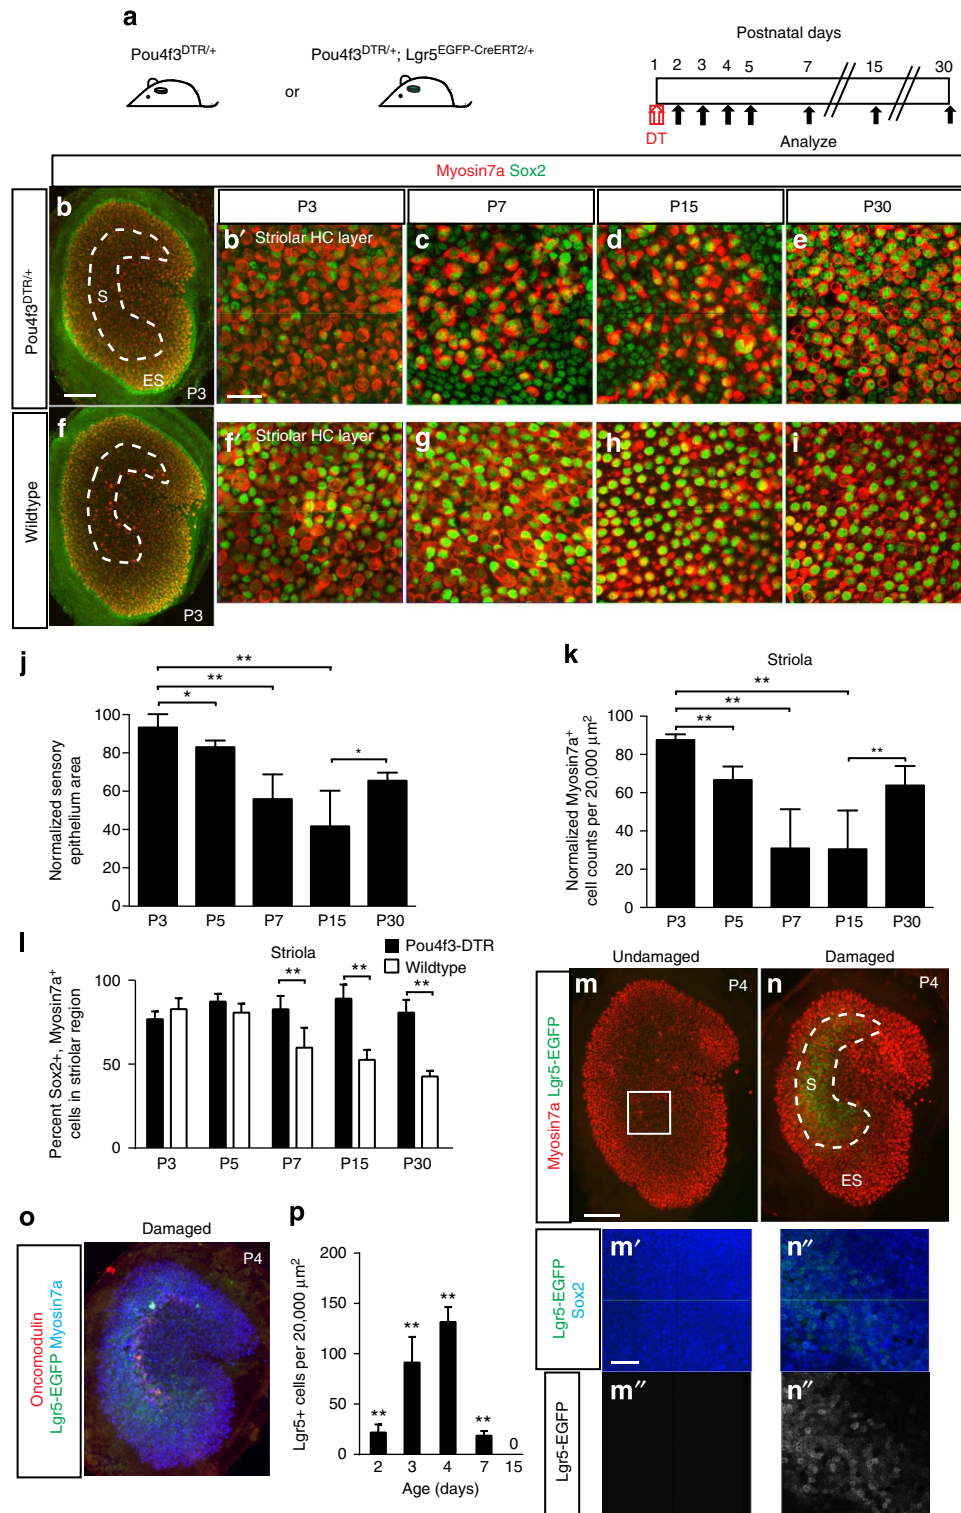 a
Pou4f3DTR/+
or
Pou4f3DTR/+; Lgr5EGFP-CreERT2/+
Postnatal days
1 2 3 4 5 7 15 30
DT
Analyze
Myosin7a Sox2
P3 P7 P15 P30
Pou4f3DTR/+
b
S
ES
P3
b′ Striolar HC layer
c
d
e
Wildtype
f
P3
f′ Striolar HC layer
g
h
i
j
Normalized sensory
epithelium area
100
80
60
40
20
0
** 
**
*
*
P3 P5 P7 P15 P30
k
Striola
Normalized Myosin7a+
cell counts per 20,000 μm2
100
80
60
40
20
0
**
**
**
**
P3 P5 P7 P15 P30
l
Striola
Pou4f3-DTR
Wildtype
Percent Sox2+, Myosin7a+
cells in striolar region
100
50
0
** ** **
P3 P5 P7 P15 P30
Myosin7a Lgr5-EGFP
Undamaged
m
P4
Damaged
n
P4
S
ES
Lgr5-EGFP
Sox2
m′
n″
Lgr5-EGFP
m″
n″
o
Damaged
P4
Oncomodulin
Lgr5-EGFP Myosin7a
p
Lgr5+ cells per 20,000 μm2
200
150
100
50
0
** ** ** ** 0
2 3 4 7 15
Age (days)